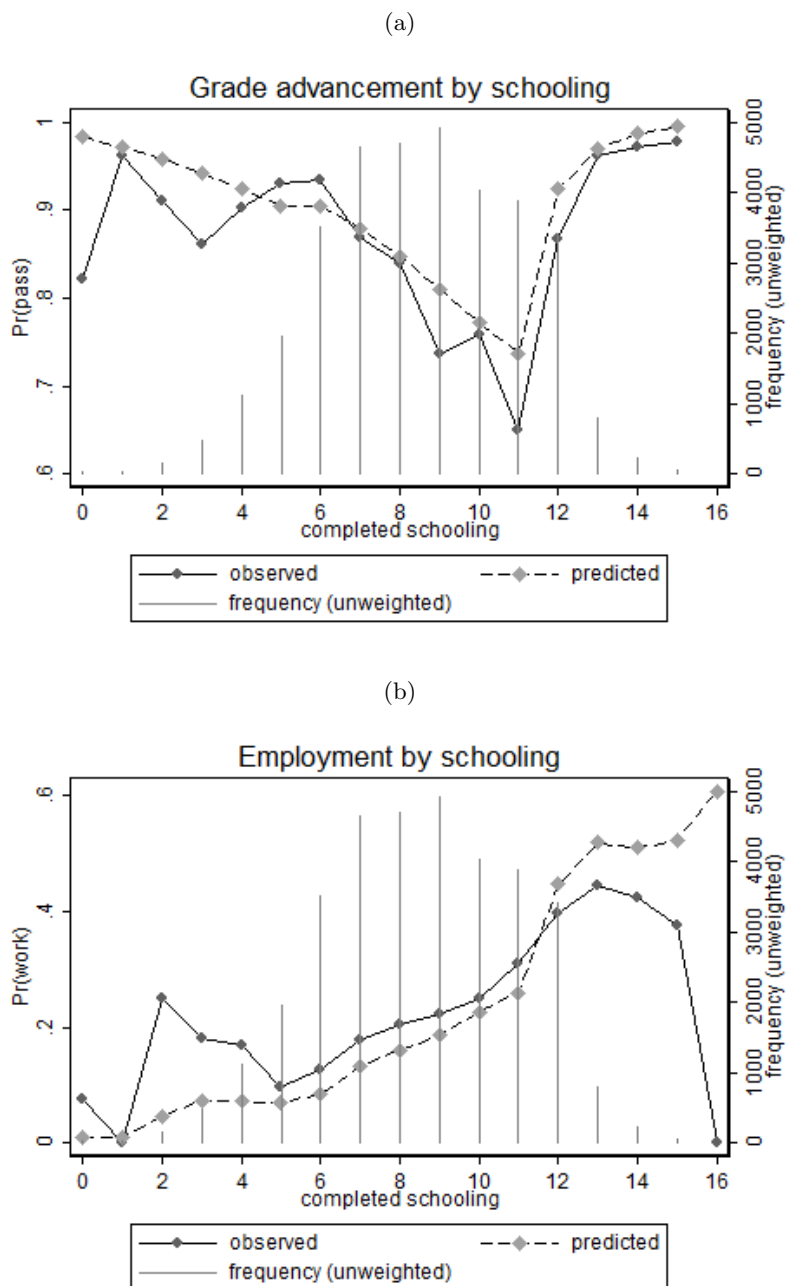 (a)
Grade advancement by schooling
Pr(pass)
.6 .7 .8 .9 1
frequency (unweighted)
0 1000 2000 3000 4000 5000
0 2 4 6 8 10 12 14 16
completed schooling
observed predicted
frequency (unweighted)
(b)
Employment by schooling
Pr(work)
0 .2 .4 .6
frequency (unweighted)
0 1000 2000 3000 4000 5000
0 2 4 6 8 10 12 14 16
completed schooling
observed predicted
frequency (unweighted)